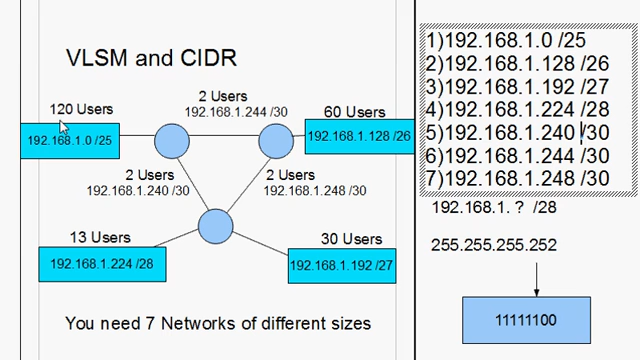 VLSM and CIDR
120 Users
2 Users
192.168.1.244 /30
60 Users
192.168.1.0 /25
192.168.1.128 /26
2 Users
192.168.1.240 /30
2 Users
192.168.1.248 /30
13 Users
30 Users
192.168.1.224 /28
192.168.1.192 /27
You need 7 Networks of different sizes
1)192.168.1.0 /25
2)192.168.1.128 /26
3)192.168.1.192 /27
4)192.168.1.224 /28
5)192.168.1.240 /30
6)192.168.1.244 /30
7)192.168.1.248 /30
192.168.1. ? /28
255.255.255.252
11111100